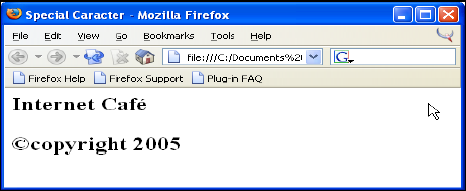 Special Caracter - Mozilla Firefox
File Edit View Go Bookmarks Tools Help
file:///C:/Documents%20 G
Firefox Help Firefox Support Plug-in FAQ
Internet Café
©copyright 2005